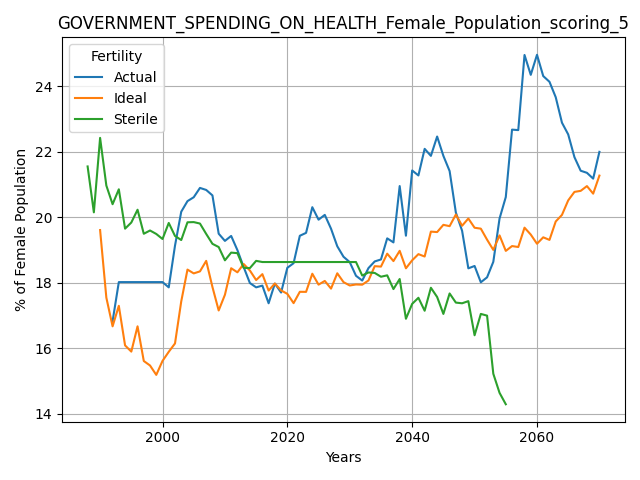 GOVERNMENT_SPENDING_ON_HEALTH_Female_Population_scoring_5
Fertility
Actual
Ideal
Sterile
% of Female Population
24
22
20
18
16
14
2000
2020
2040
2060
Years